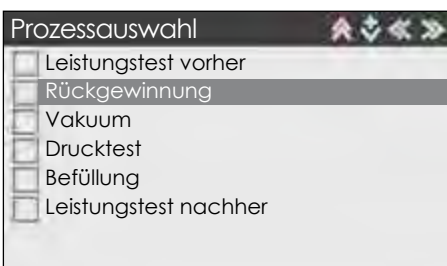 Prozessauswahl
Leistungstest vorher
Rückgewinnung
Vakuum
Drucktest
Befüllung
Leistungstest nachher